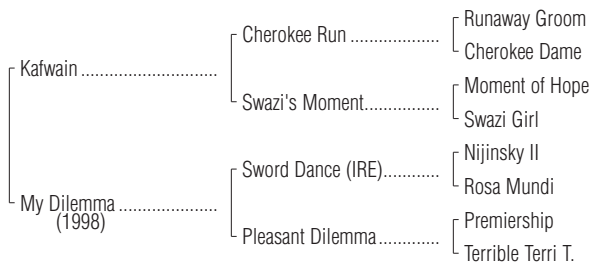 Runaway Groom
Cherokee Run ...................
Cherokee Dame
Kafwain .............................
Moment of Hope
Swazi's Moment................
Swazi Girl
Nijinsky II
Sword Dance (IRE)............
Rosa Mundi
My Dilemma .....................
(1998)
Premiership
Pleasant Dilemma.............
Terrible Terri T.